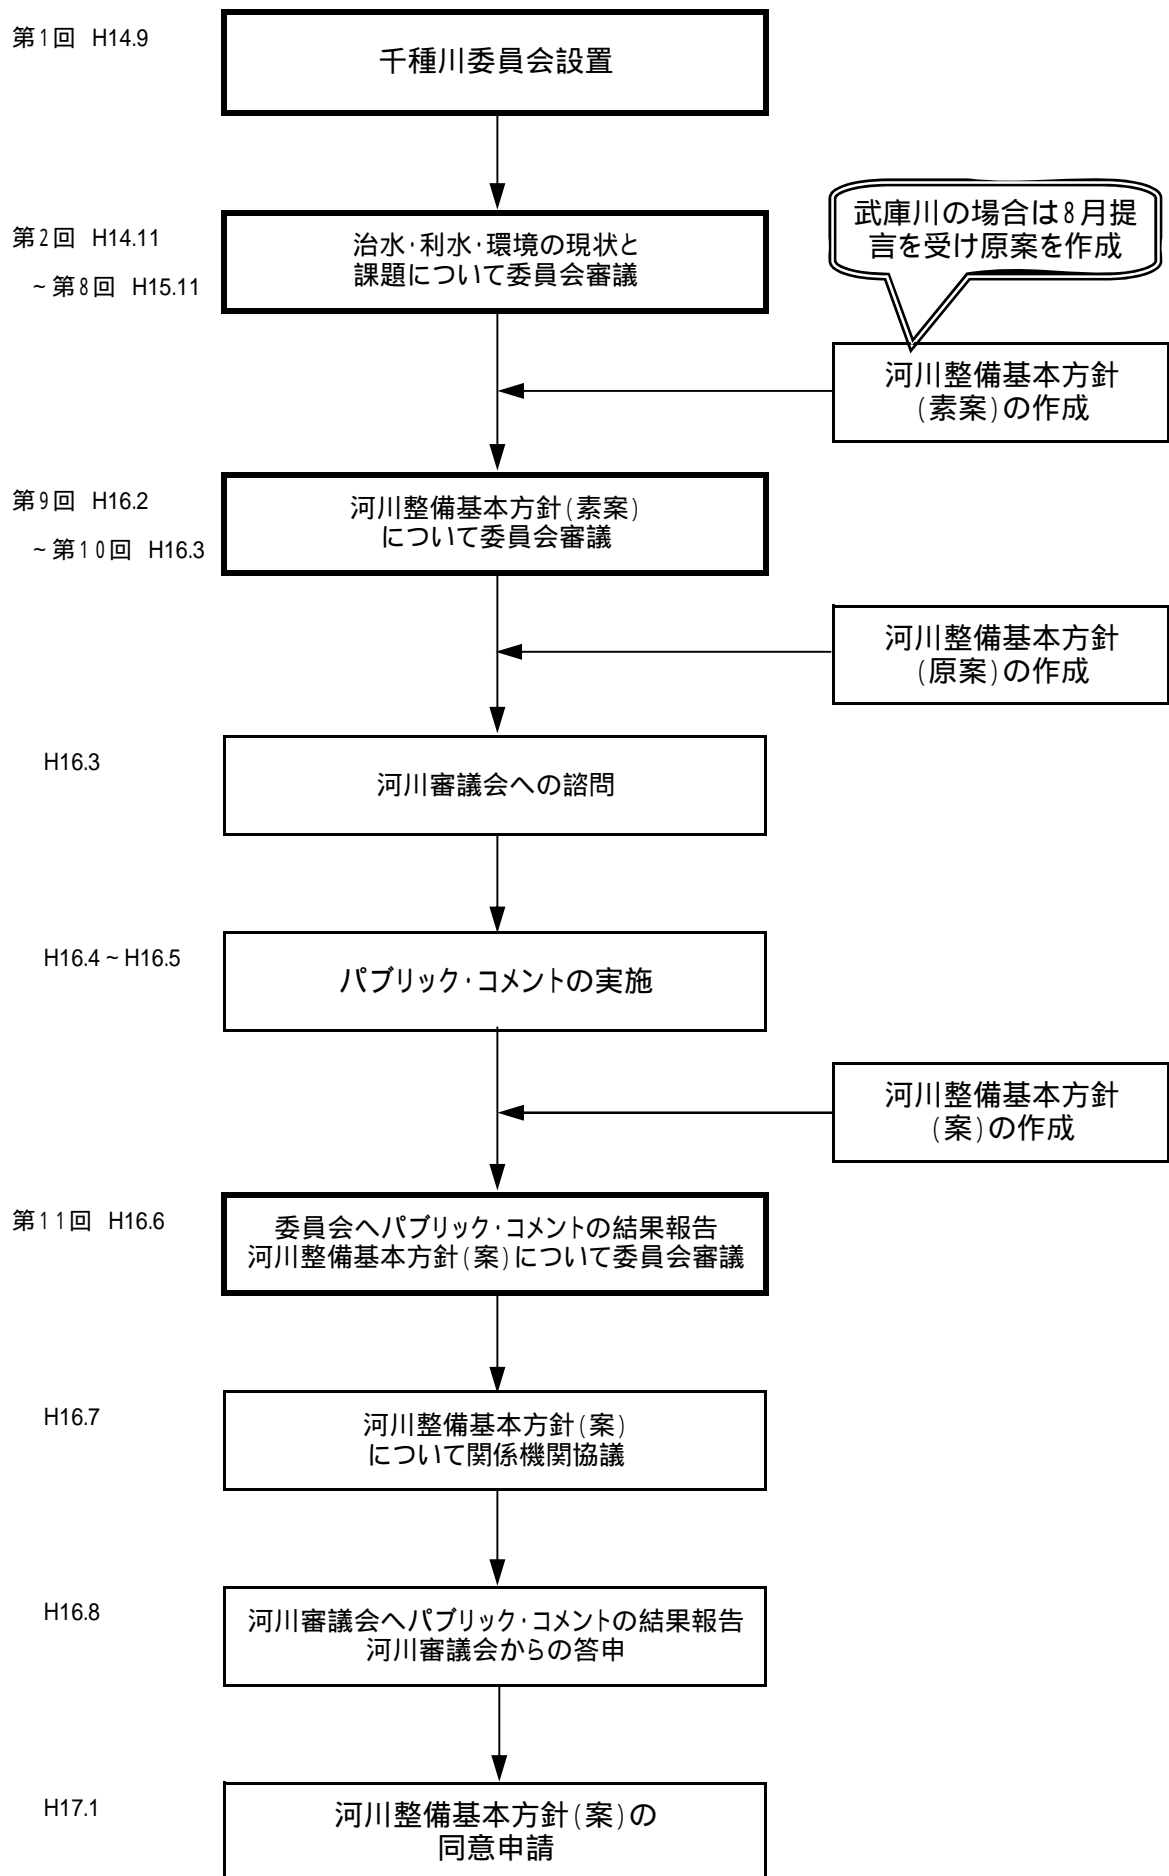 第1回 H14.9
千種川委員会設置
武庫川の場合は8月提
言を受け原案を作成
第2回 H14.11
~第8回 H15.11
治水･利水･環境の現状と
課題について委員会審議
河川整備基本方針
(素案)の作成
第9回 H16.2
~第10回 H16.3
河川整備基本方針(素案)
について委員会審議
河川整備基本方針
(原案)の作成
H16.3
河川審議会への諮問
H16.4~H16.5
パブリック･コメントの実施
河川整備基本方針
(案)の作成
第11回 H16.6
委員会へパブリック･コメントの結果報告
河川整備基本方針(案)について委員会審議
H16.7
河川整備基本方針(案)
について関係機関協議
H16.8
河川審議会へパブリック･コメントの結果報告
河川審議会からの答申
H17.1
河川整備基本方針(案)の
同意申請